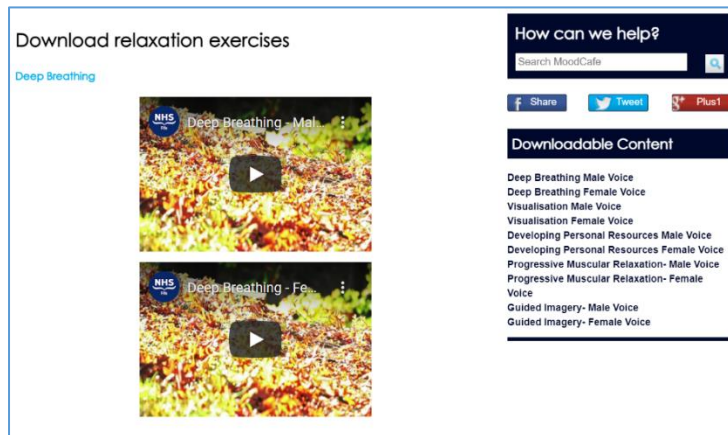 Download relaxation exercises
Deep Breathing
NHS
Fife
Deep Breathing - Mal...
NHS
Fife
Deep Breathing - Fe...
How can we help?
Search MoodCafe
Share
Tweet
Plus1
Downloadable Content
Deep Breathing Male Voice
Deep Breathing Female Voice
Visualisation Male Voice
Visualisation Female Voice
Developing Personal Resources Male Voice
Developing Personal Resources Female Voice
Progressive Muscular Relaxation- Male Voice
Progressive Muscular Relaxation- Female
Voice
Guided Imagery- Male Voice
Guided Imagery- Female Voice